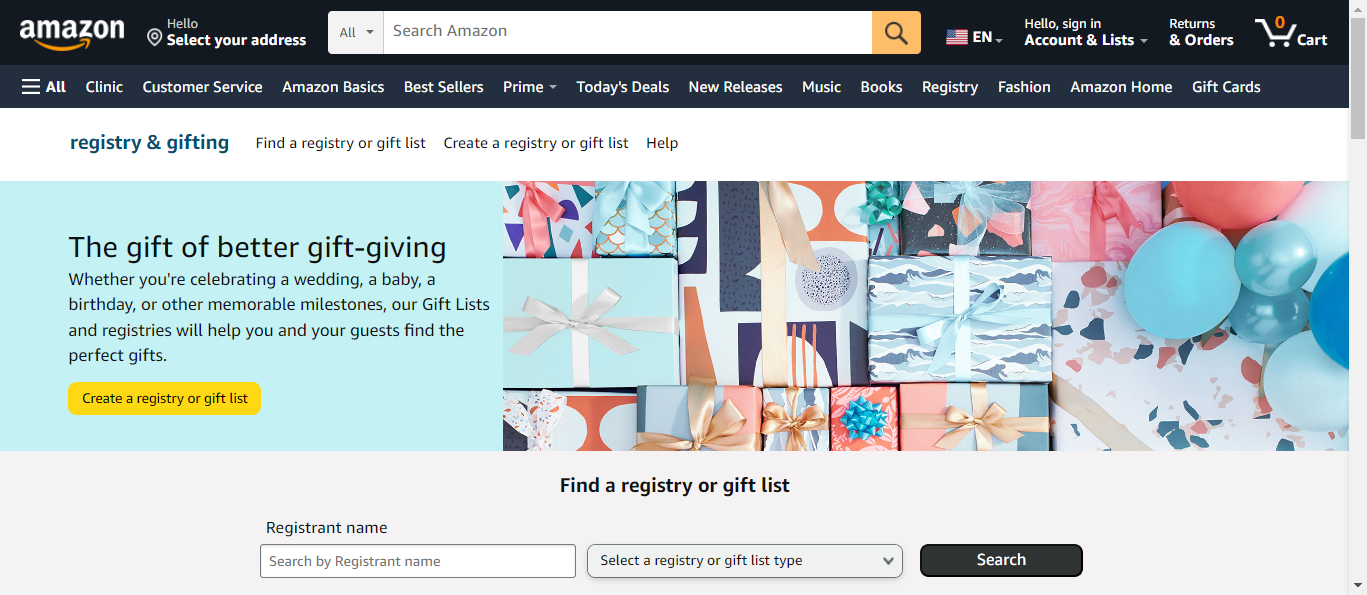 amazon
Hello
Select your address
All
Search Amazon
EN
Hello, sign in
Account & Lists
Returns
& Orders
0
Cart
All Clinic Customer Service Amazon Basics Best Sellers Prime Today's Deals New Releases Music Books Registry Fashion Amazon Home Gift Cards
registry & gifting Find a registry or gift list Create a registry or gift list Help
The gift of better gift-giving
Whether you're celebrating a wedding, a baby, a
birthday, or other memorable milestones, our Gift Lists
and registries will help you and your guests find the
perfect gifts.
Create a registry or gift list
Find a registry or gift list
Registrant name
Search by Registrant name
Select a registry or gift list type
Search